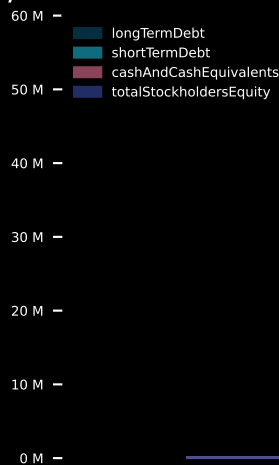 60 M
longTermDebt
shortTermDebt
cashAndCashEquivalents
50 M
totalStockholdersEquity
40 M
30 M
20 M
10 M
0 M